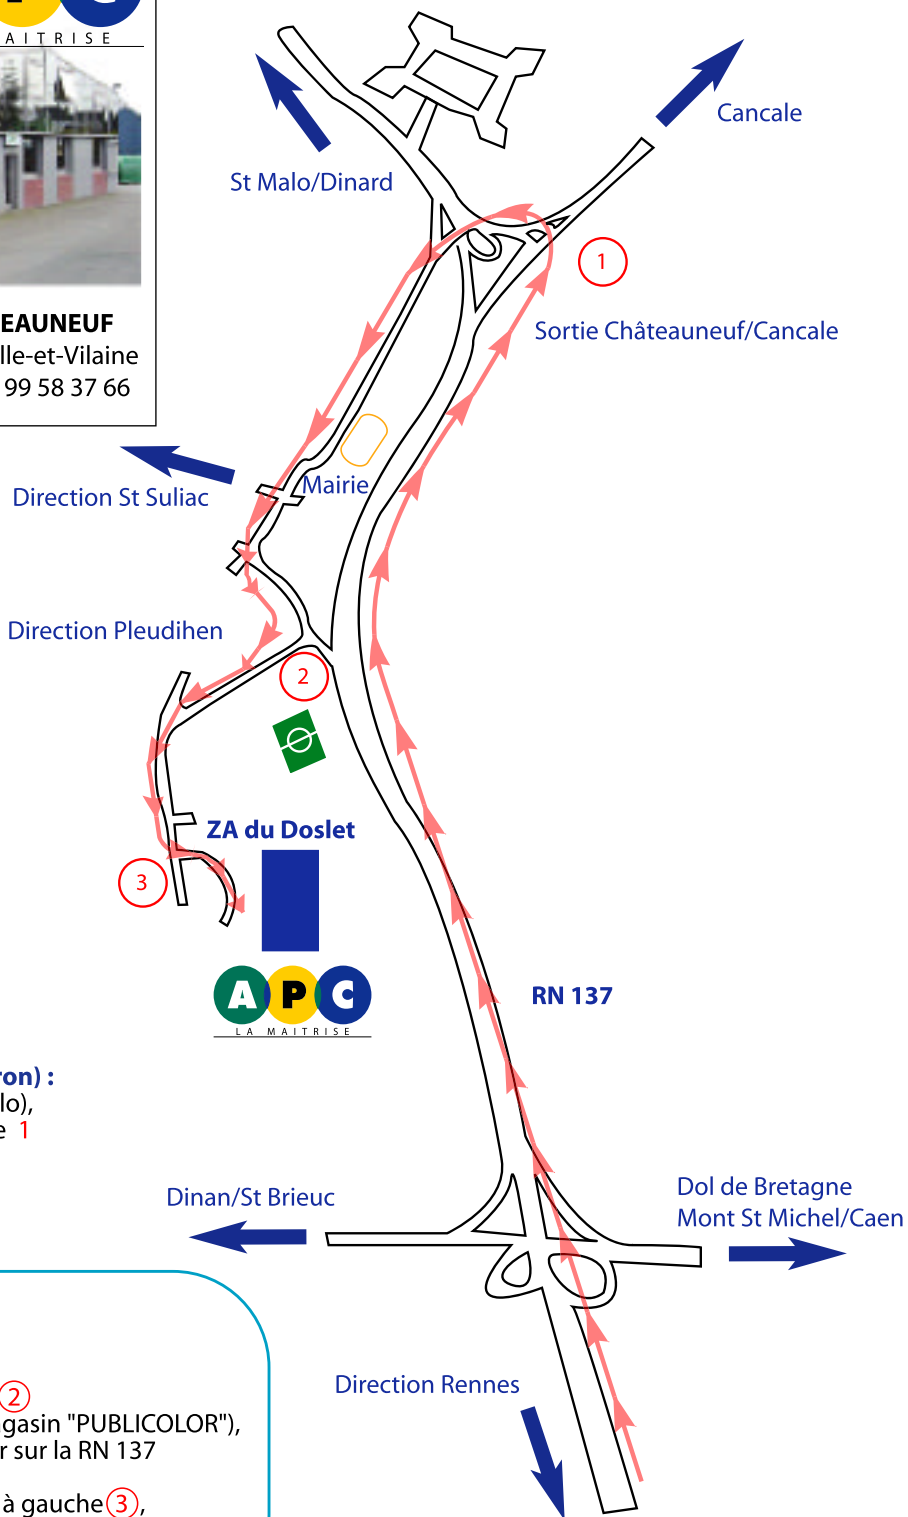 AITRISE
EAUNEUF
lle-et-Vilaine
99 58 37 66
Cancale
St Malo/Dinard
1
Sortie Châteauneuf/Cancale
Mairie
Direction St Suliac
Direction Pleudihen
2
ZA du Doslet
3
A P C
LA MAITRISE
RN 137
ron) :
lo),
e 1
Dinan/St Brieuc
Dol de Bretagne
Mont St Michel/Caen
Direction Rennes
2
gasin "PUBLICOLOR"),
r sur la RN 137
à gauche 3,